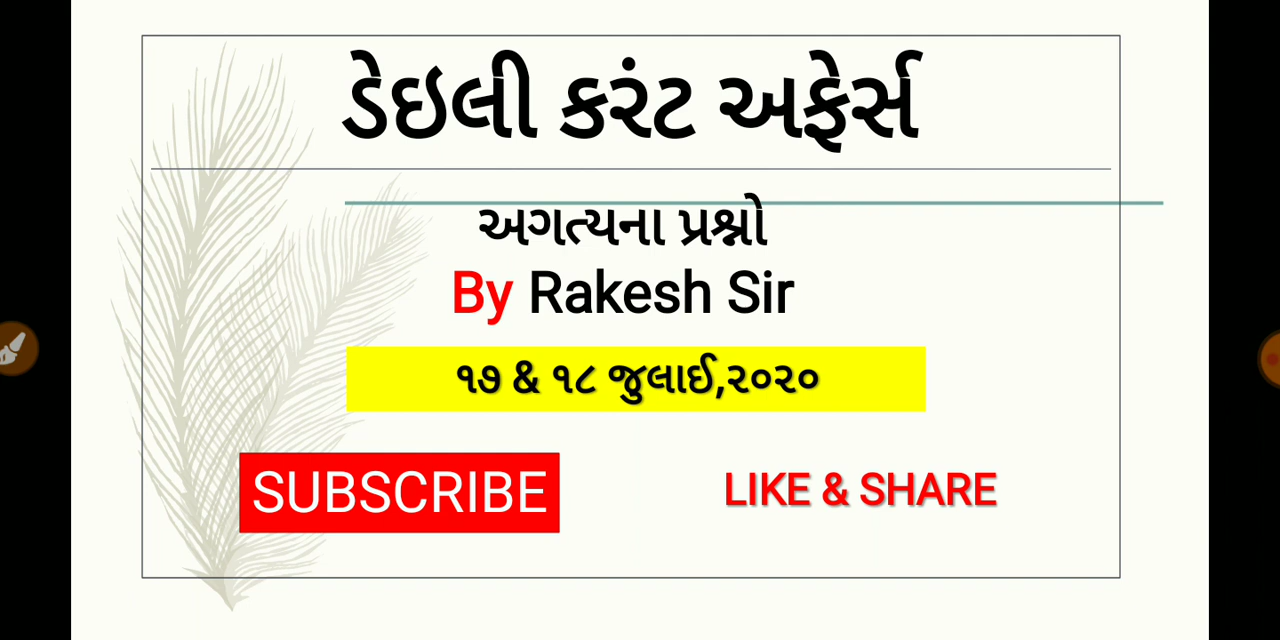 ડેઇલી કરંટ અફેર્સ
અગત્યના પ્રશ્નો
By Rakesh Sir
૧૭ & ૧૮ જુલાઈ,૨૦૨૦
SUBSCRIBE
LIKE & SHARE